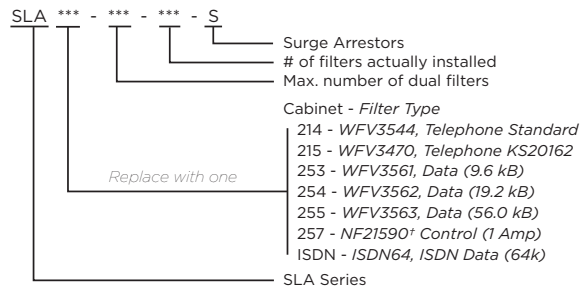 SLA *** - *** - *** - S
Surge Arrestors
# of filters actually installed
Max. number of dual filters
Cabinet - Filter Type
214 - WFV3544, Telephone Standard
215 - WFV3470, Telephone KS20162
253 - WFV3561, Data (9.6 kB)
Replace with one
254 - WFV3562, Data (19.2 kB)
255 - WFV3563, Data (56.0 kB)
257 - NF21590† Control (1 Amp)
ISDN - ISDN64, ISDN Data (64k)
SLA Series